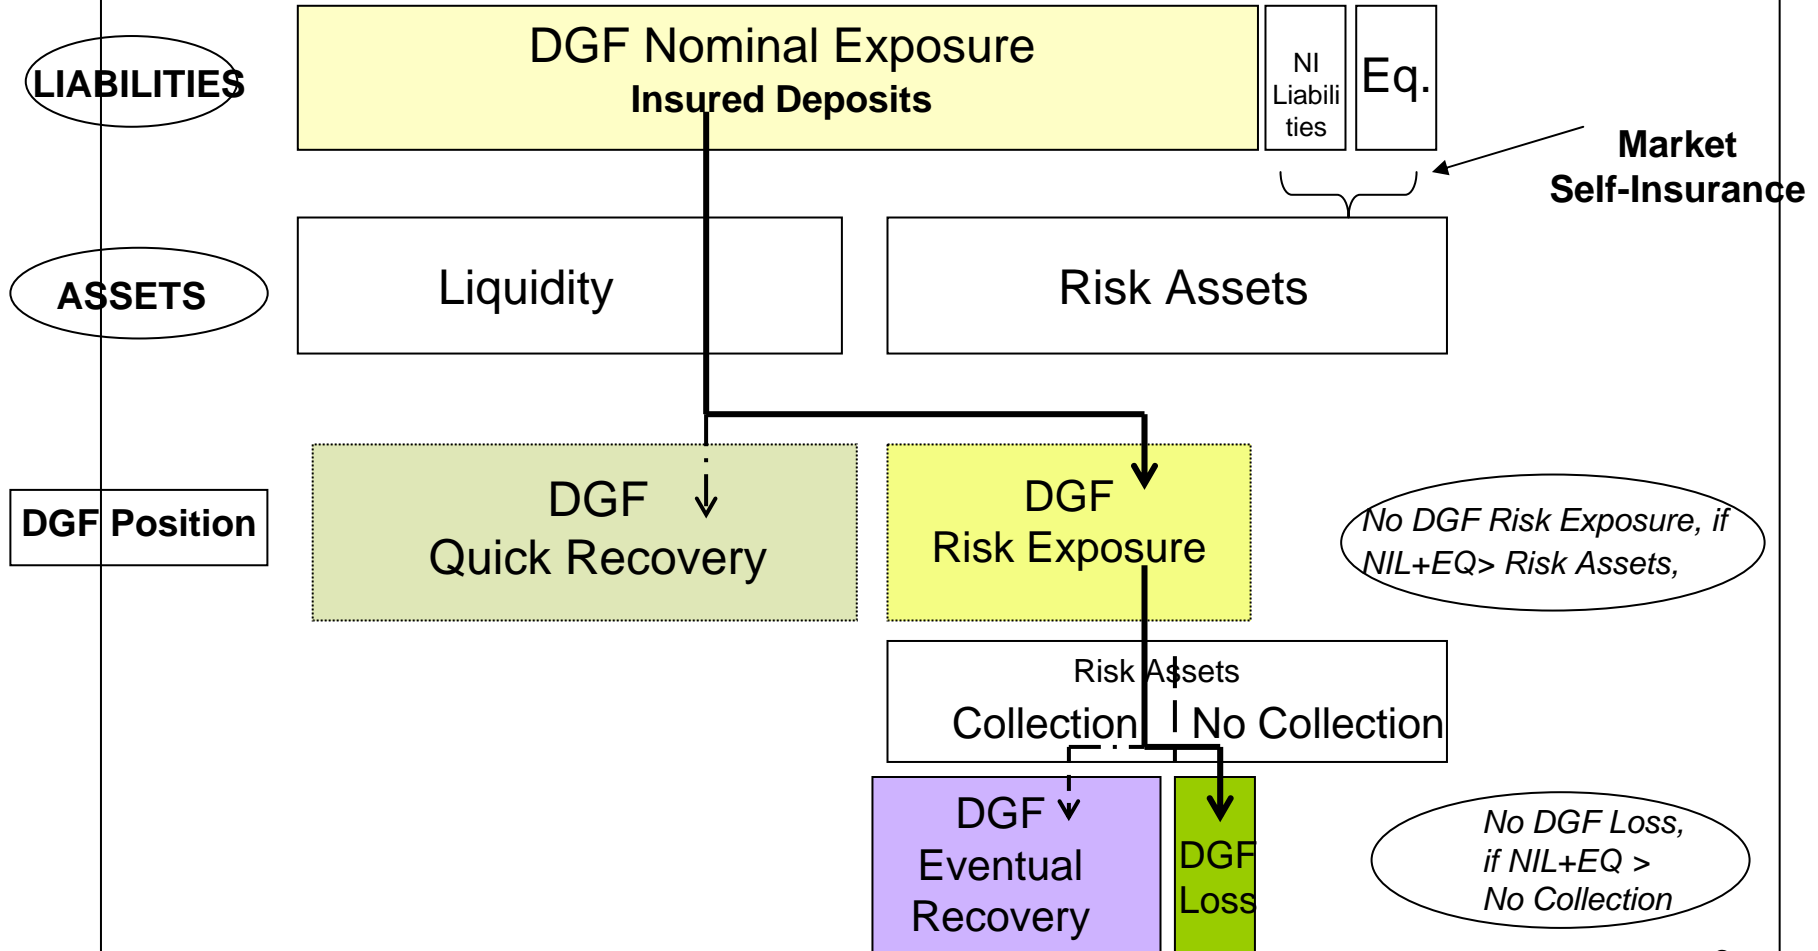 DGF Nominal Exposure
Insured Deposits
NI
Liabili
ties
Eq.
LIABILITIES
Market
Self-Insurance
ASSETS
Liquidity
Risk Assets
DGF Position
DGF
Quick Recovery
DGF
Risk Exposure
No DGF Risk Exposure, if
NIL+EQ> Risk Assets,
Risk Assets
Collection
No Collection
DGF
Eventual
Recovery
DGF
Loss
No DGF Loss,
if NIL+EQ >
No Collection